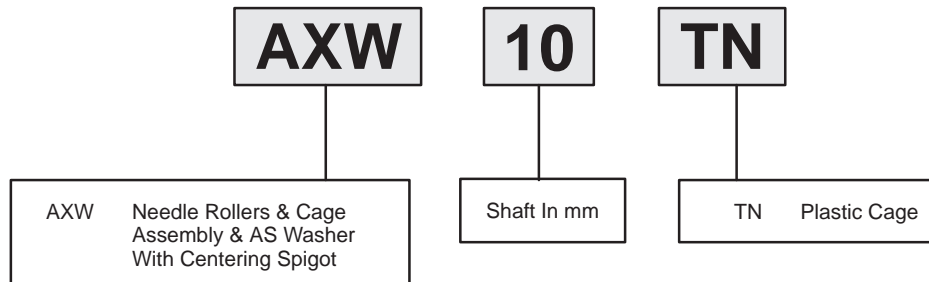 AXW 10 TN
AXW Needle Rollers & Cage
Assembly & AS Washer
With Centering Spigot
Shaft In mm
TN Plastic Cage